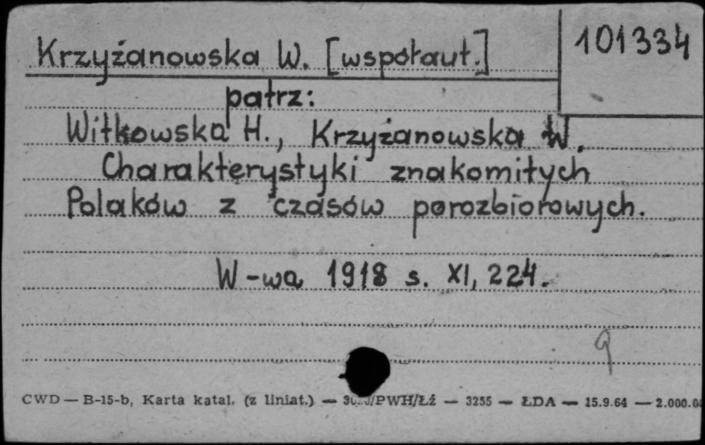 Krzyżanowska W. [współaut.]
101334
patrz:
Witkowska H., Krzyżanowska W.
Charakterystyki znakomitych
Polaków z czasów porozbiorowych.
W-wa 1918 s. XI, 224.
CWD — B-15-b, Karta katal. (z liniat.) — /PWH/Łź — 3255 — ŁDA — 15.9.64 — 2.000.0